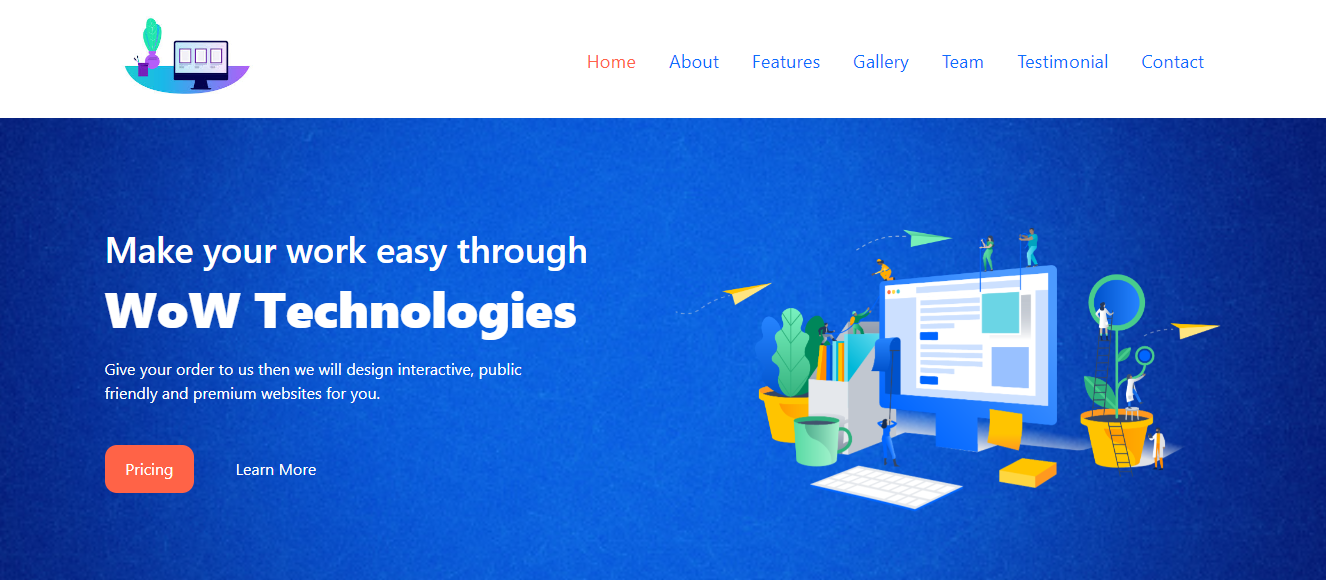 Home About Features Gallery Team Testimonial Contact
Make your work easy through
WoW Technologies
Give your order to us then we will design interactive, public
friendly and premium websites for you.
Pricing Learn More